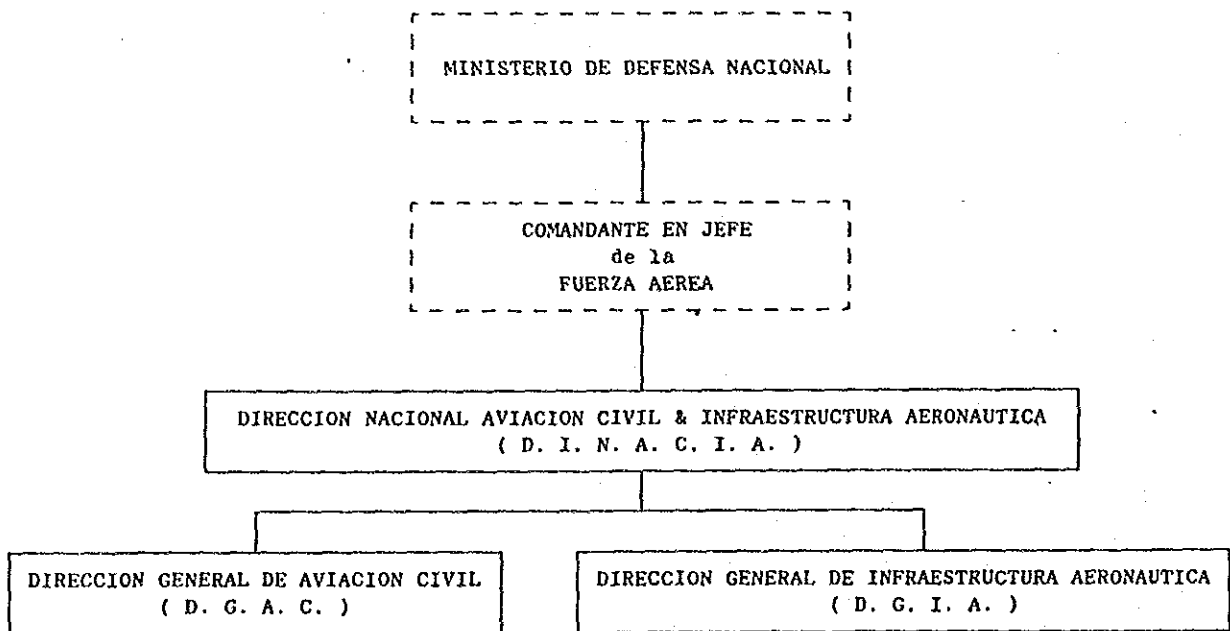 MINISTERIO DE DEFENSA NACIONAL
COMANDANTE EN JEFE
de la
FUERZA AEREA
DIRECCION NACIONAL AVIACION CIVIL & INFRAESTRUCTURA AERONAUTICA
( D. I. N. A. C. I. A. )
DIRECCION GENERAL DE AVIACION CIVIL
( D. G. A. C. )
DIRECCION GENERAL DE INFRAESTRUCTURA AERONAUTICA
( D. G. I. A. )